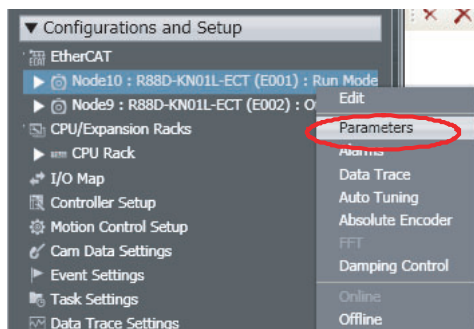 ▼ Configurations and Setup
EtherCAT
▶ Node10 : R88D-KN01L-ECT (E001) : Run Mode
▶ Node9 : R88D-KN01L-ECT (E002) : O
Edit
CPU/Expansion Racks
Parameters
▶ CPU Rack
Alarms
I/O Map
Data Trace
Controller Setup
Auto Tuning
Motion Control Setup
Absolute Encoder
Cam Data Settings
FFT
Event Settings
Damping Control
Task Settings
Online
Data Trace Settings
Offline